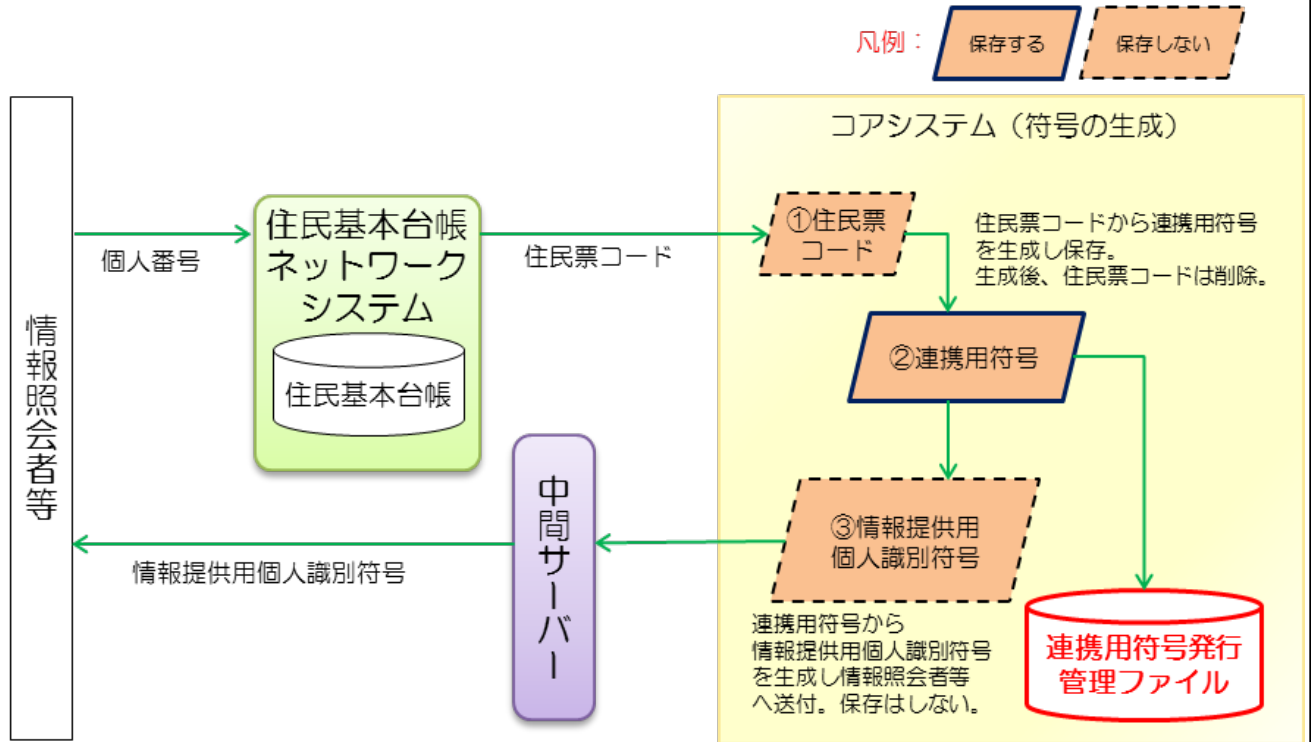 凡例：
保存する
保存しない
コアシステム（符号の生成）
情報照会者等
個人番号
住民基本台帳
ネットワーク
システム
住民基本台帳
住民票コード
①住民票
コード
住民票コードから連携用符号
を生成し保存。
生成後、住民票コードは削除。
②連携用符号
③情報提供用
個人識別符号
中間サーバー
情報提供用個人識別符号
連携用符号から
情報提供用個人識別符号
を生成し情報照会者等
へ送付。保存はしない。
連携用符号発行
管理ファイル